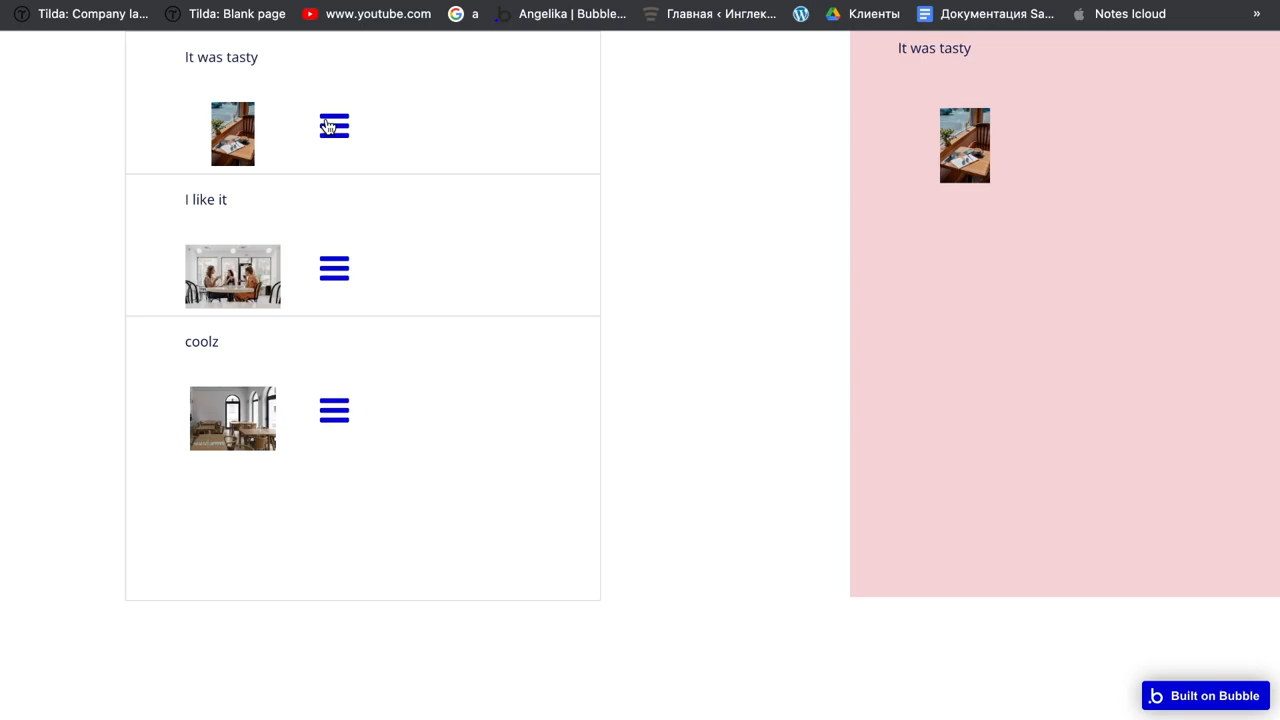 Tilda: Company la...
Tilda: Blank page
www.youtube.com
a
Angelika | Bubble...
Главная ‹ Инглек...
Клиенты
Документация Sa...
Notes Icloud
»
It was tasty
It was tasty
I like it
coolz
Built on Bubble